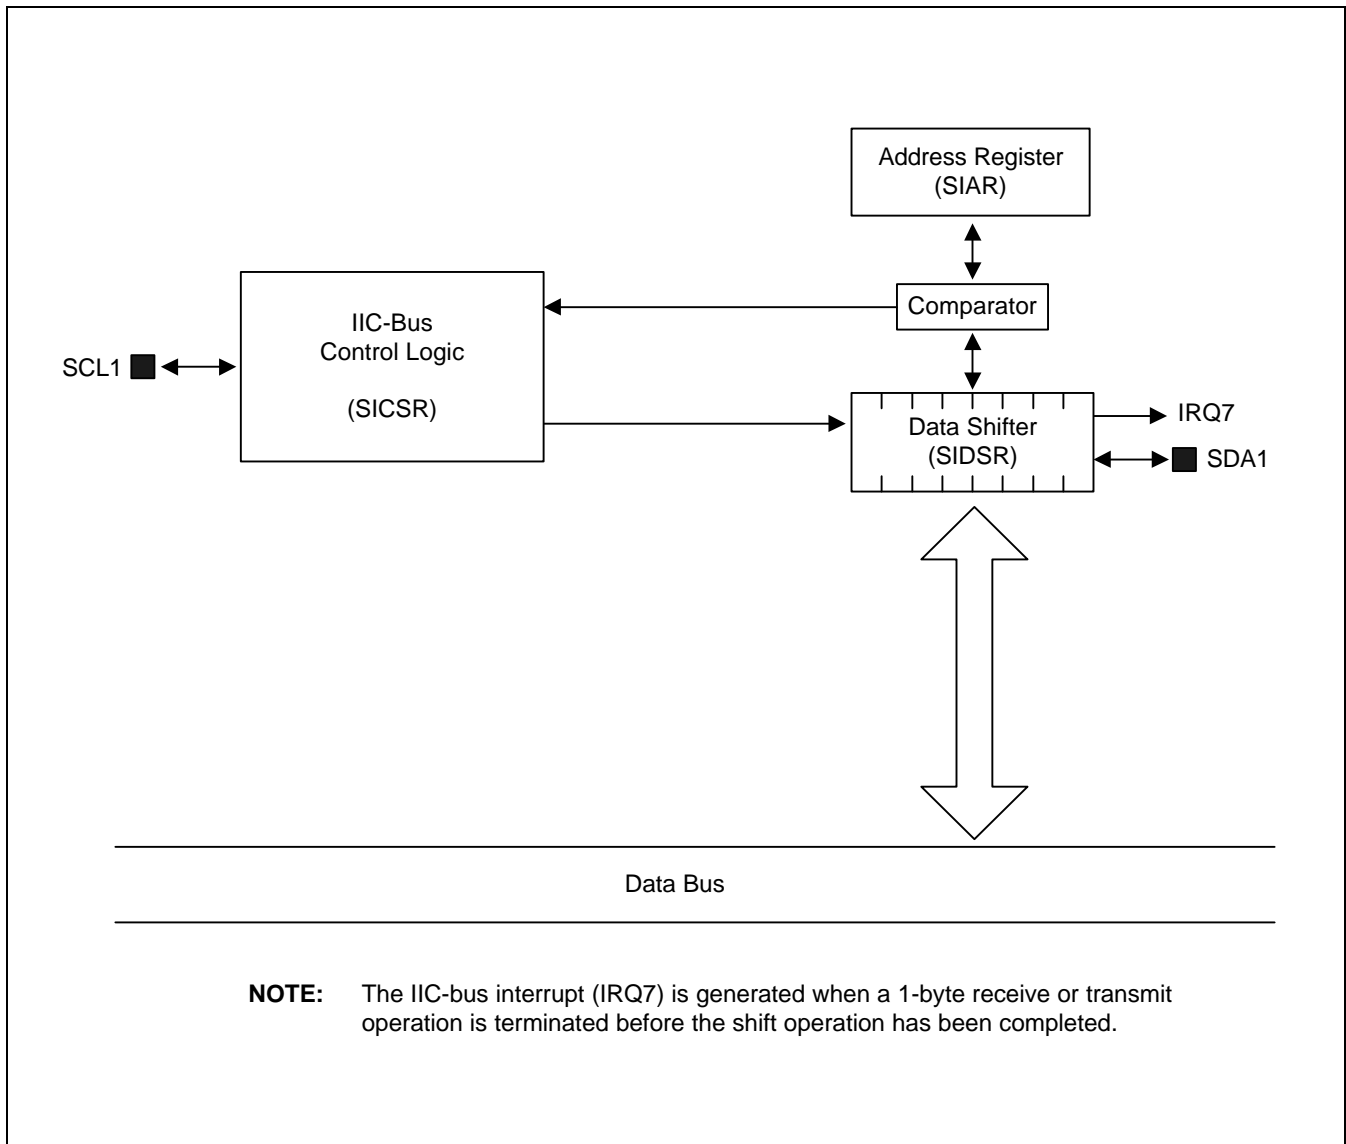 Address Register
(SIAR)
Comparator
IIC-Bus
Control Logic
(SICSR)
SCL1
Data Shifter
(SIDSR)
IRQ7
SDA1
Data Bus
NOTE: The IIC-bus interrupt (IRQ7) is generated when a 1-byte receive or transmit
operation is terminated before the shift operation has been completed.